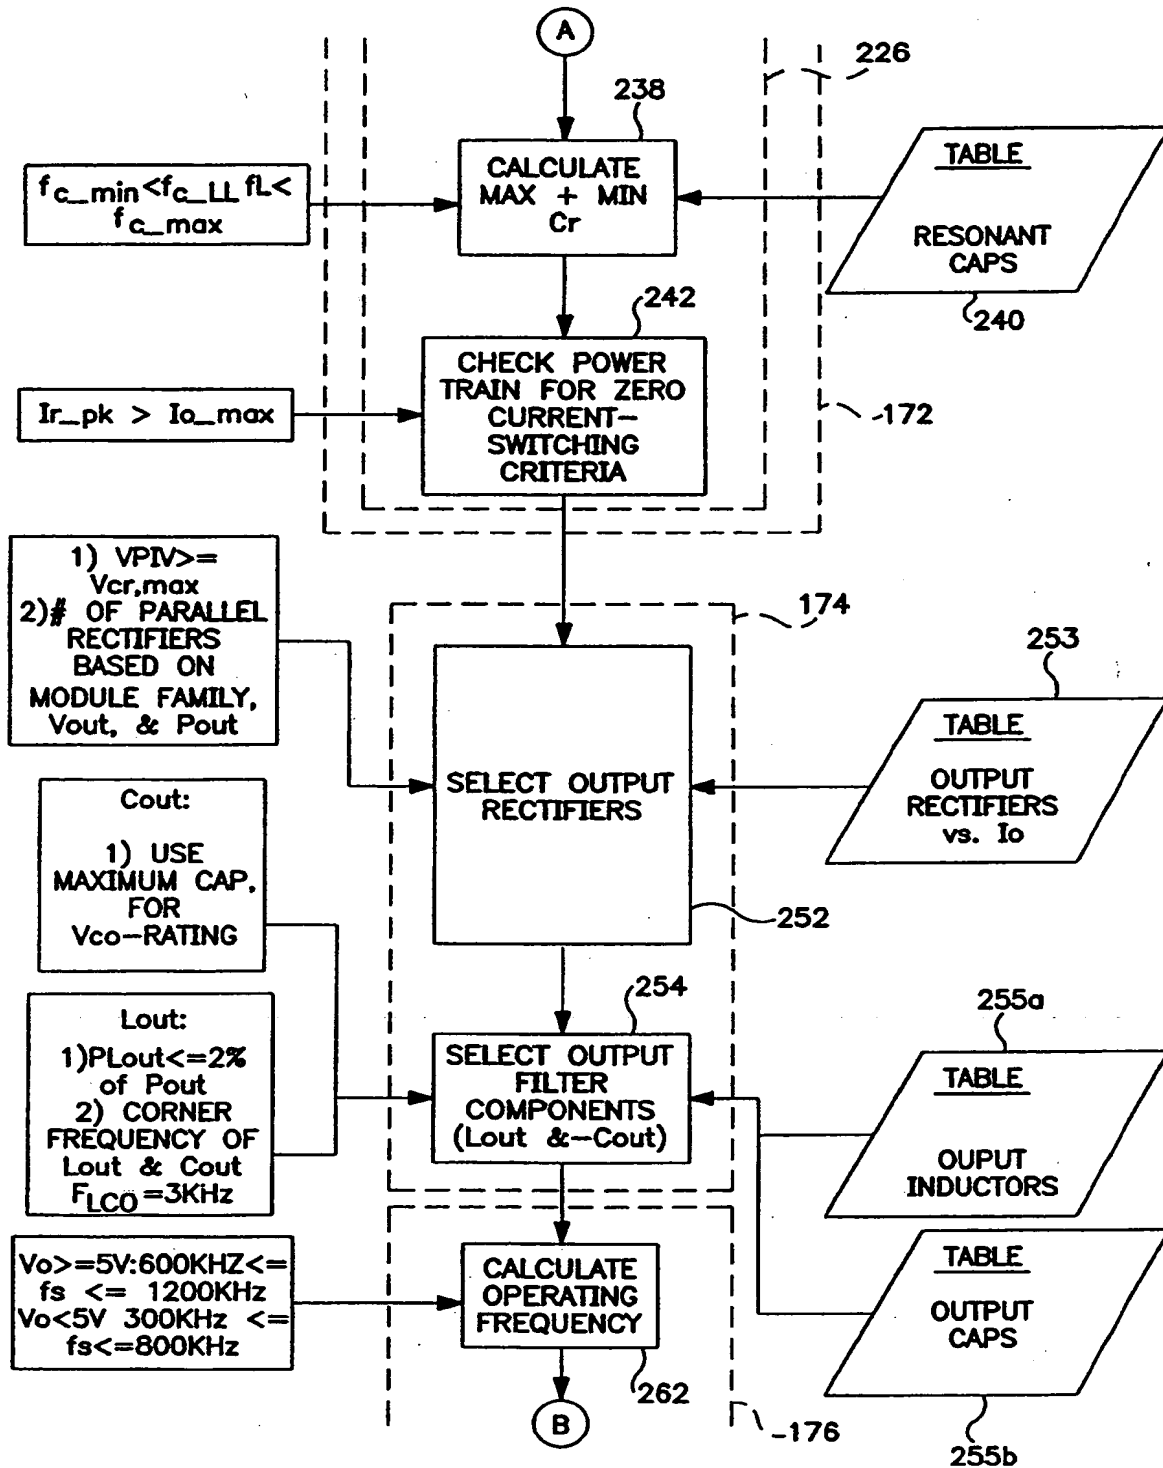 A
226
238
CALCULATE
MAX + MIN
Cr
f c_min<f c_LL fL<
f c_max
TABLE
RESONANT
CAPS
240
242
CHECK POWER
TRAIN FOR ZERO
CURRENT-
SWITCHING
CRITERIA
Ir_pk > Io_max
172
1) VPIV>=
Vcr,max
2)# OF PARALLEL
RECTIFIERS
BASED ON
MODULE FAMILY,
Vout, & Pout
174
253
SELECT OUTPUT
RECTIFIERS
TABLE
OUTPUT
RECTIFIERS
vs. Io
252
Cout:
1) USE
MAXIMUM CAP,
FOR
Vco-RATING
254
255a
Lout:
1)PLout<=2%
of Pout
2) CORNER
FREQUENCY OF
Lout & Cout
FLCO=3KHz
SELECT OUTPUT
FILTER
COMPONENTS
(Lout &-Cout)
TABLE
OUPUT
INDUCTORS
Vo>=5V:600KHZ<=
fs <= 1200KHz
Vo<5V 300KHz <=
fs<=800KHz
CALCULATE
OPERATING
FREQUENCY
TABLE
OUTPUT
CAPS
262
B
176
255b